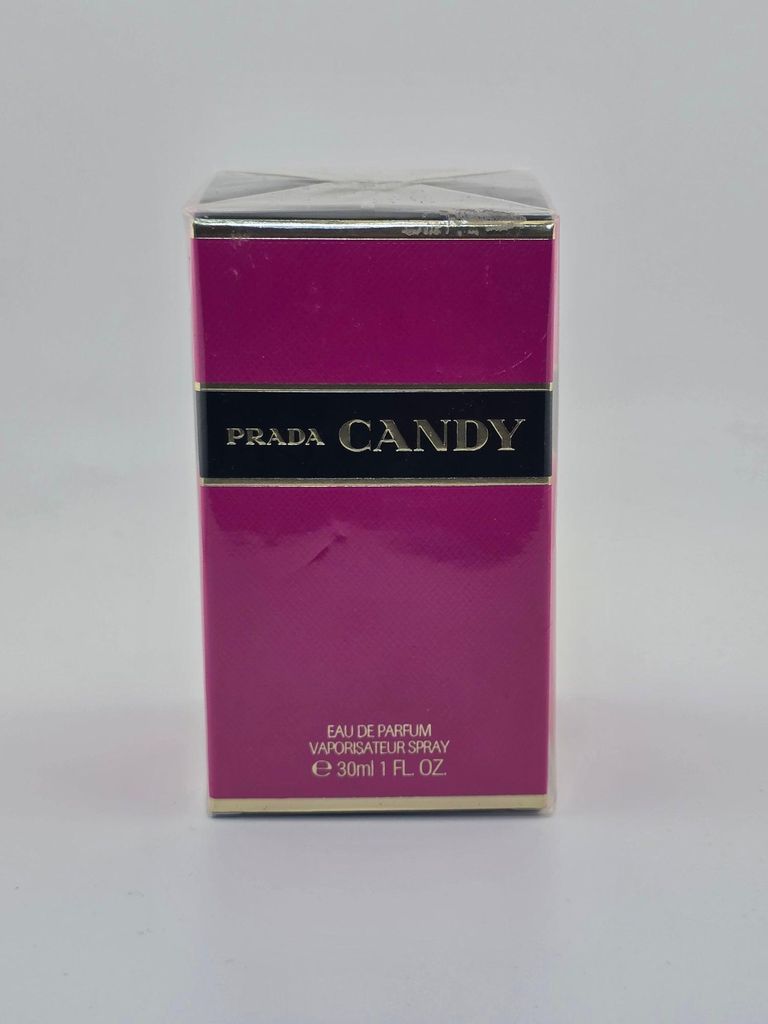 PRADA CANDY
EAU DE PARFUM
VAPORISATEUR SPRAY
℮ 30ml 1 FL. OZ.